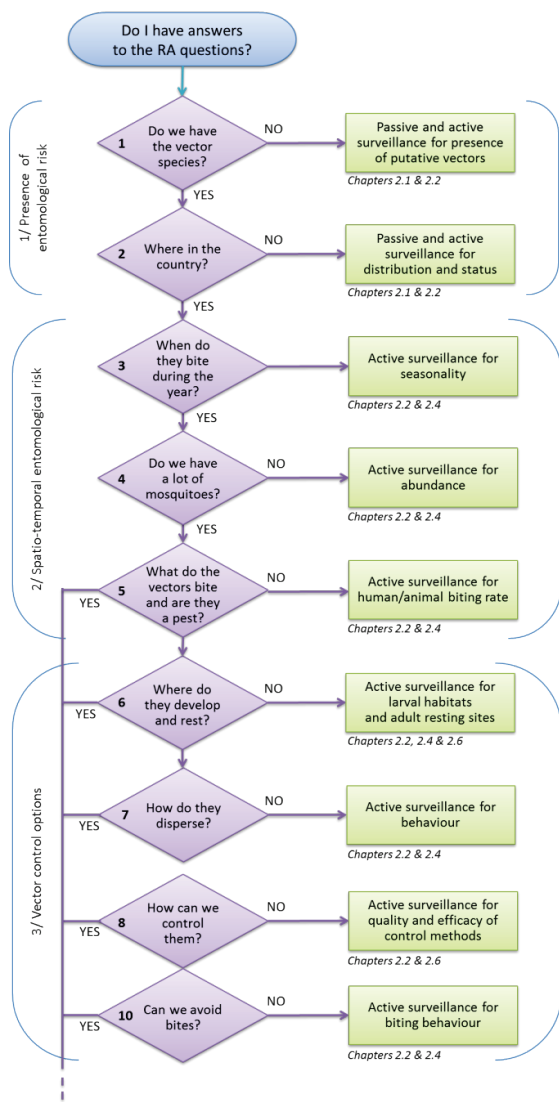 Do I have answers
to the RA questions?
1/ Presence of
entomological risk
1
Do we have
the vector
species?
NO
Passive and active
surveillance for presence
of putative vectors
Chapters 2.1 & 2.2
YES
2
Where in the
country?
NO
Passive and active
surveillance for
distribution and status
Chapters 2.1 & 2.2
YES
2/ Spatio-temporal entomological risk
3
When do
they bite
during the
year?
Active surveillance for
seasonality
Chapters 2.2 & 2.4
YES
4
Do we have
a lot of
mosquitoes?
NO
Active surveillance for
abundance
Chapters 2.2 & 2.4
YES
YES
5
What do the
vectors bite
and are they
a pest?
NO
Active surveillance for
human/animal biting rate
Chapters 2.2 & 2.4
3/ Vector control options
YES
6
Where do
they develop
and rest?
NO
Active surveillance for
larval habitats
and adult resting sites
Chapters 2.2, 2.4 & 2.6
YES
7
How do they
disperse?
NO
Active surveillance for
behaviour
Chapters 2.2 & 2.4
YES
8
How can we
control
them?
NO
Active surveillance for
quality and efficacy of
control methods
Chapters 2.2 & 2.6
YES
10
Can we avoid
bites?
NO
Active surveillance for
biting behaviour
Chapters 2.2 & 2.4